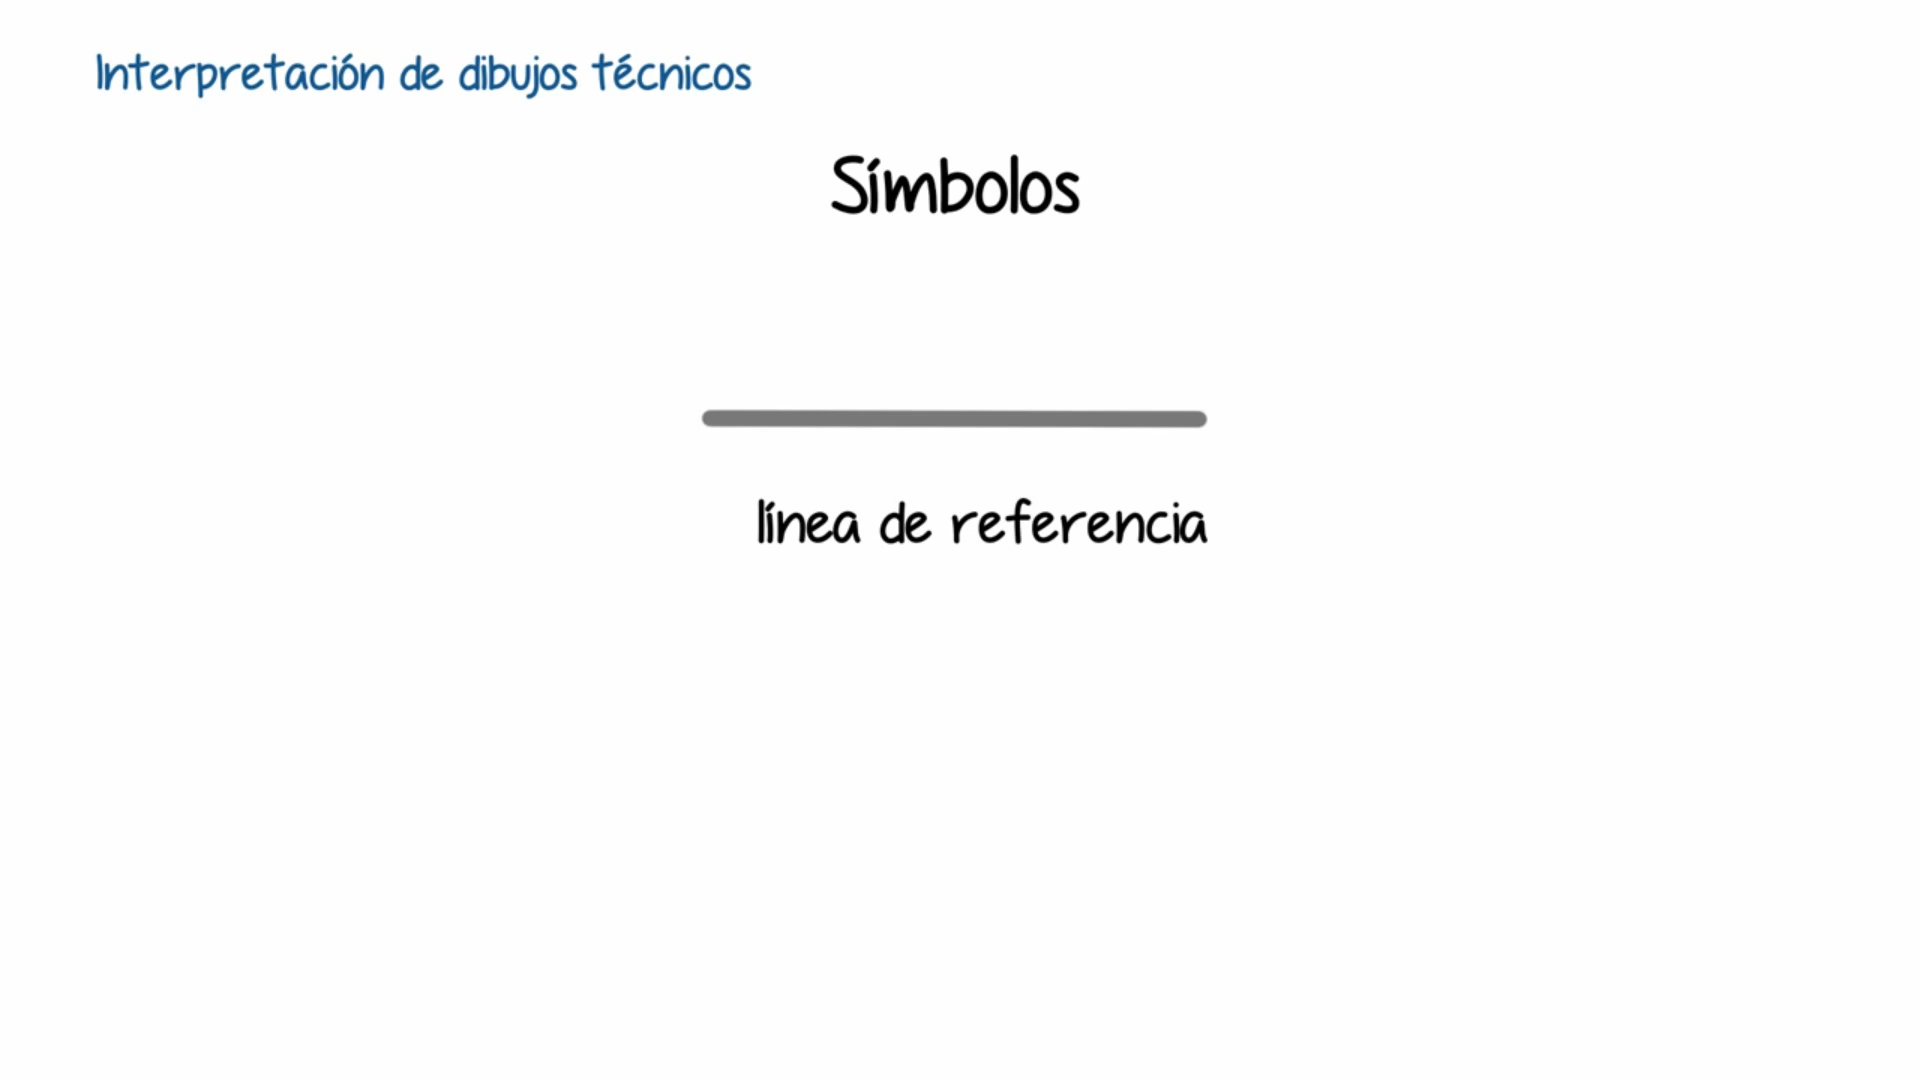 Interpretación de dibujos técnicos
Símbolos
línea de referencia